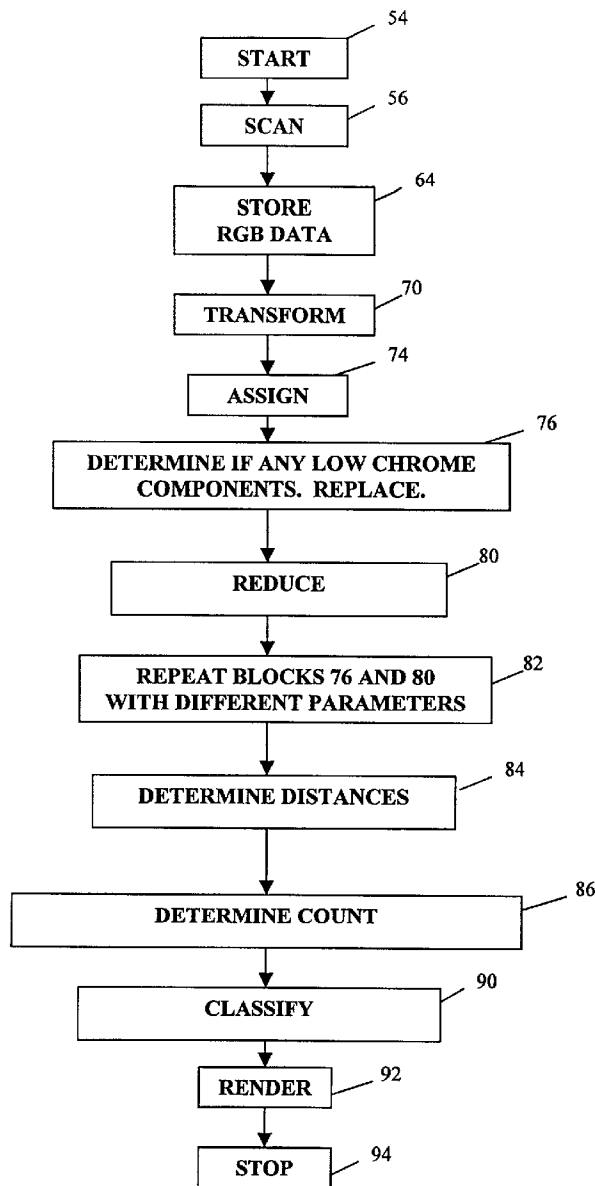 54
START
56
SCAN
64
STORE
RGB DATA
70
TRANSFORM
74
ASSIGN
76
DETERMINE IF ANY LOW CHROME
COMPONENTS. REPLACE.
80
REDUCE
82
REPEAT BLOCKS 76 AND 80
WITH DIFFERENT PARAMETERS
84
DETERMINE DISTANCES
86
DETERMINE COUNT
90
CLASSIFY
92
RENDER
94
STOP